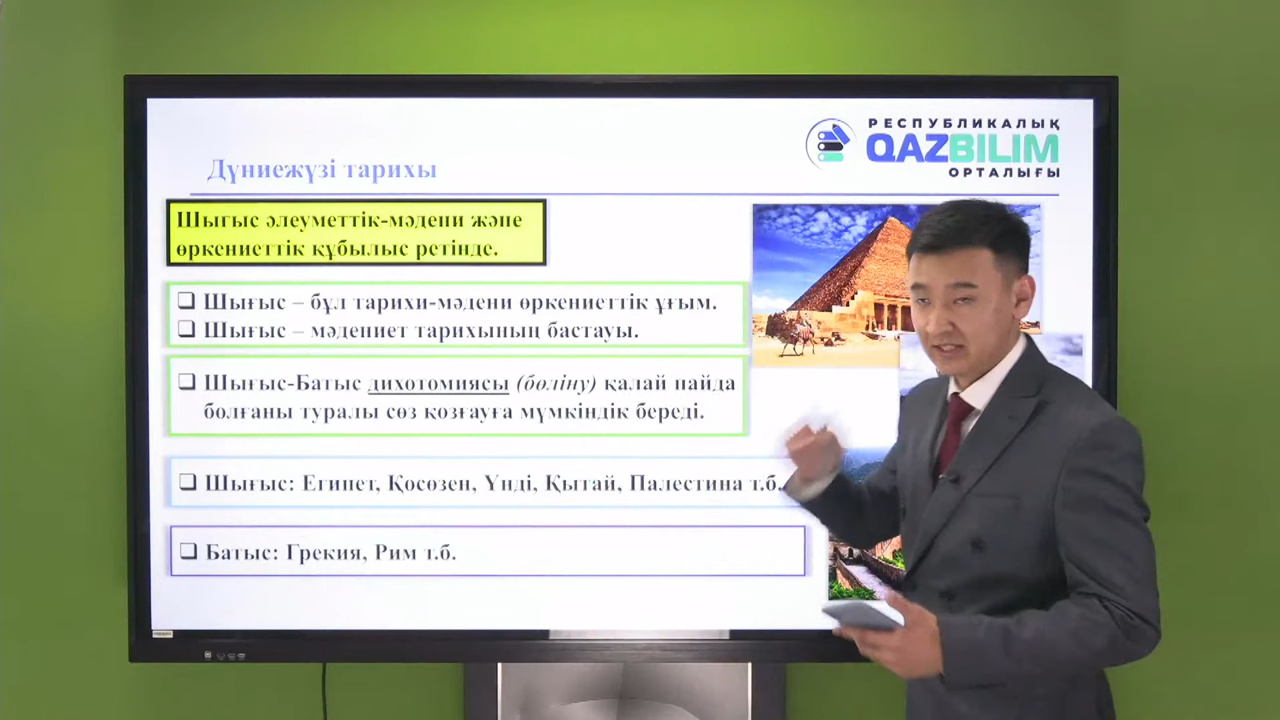 РЕСПУБЛИКАЛЫҚ
QAZBILIM
ОРТАЛЫҒЫ
Дүниежүзі тарихы
Шығыс әлеуметтік-мәдени және
өркениеттік құбылыс ретінде.
❑ Шығыс – бұл тарихи-мәдени өркениеттік ұғым.
❑ Шығыс – мәдениет тарихының бастауы.
❑ Шығыс-Батыс дихотомиясы (бөліну) қалай пайда
болғаны туралы сөз қозғауға мүмкіндік береді.
❑ Шығыс: Египет, Қосөзен, Үнді, Қытай, Палестина т.б.
❑ Батыс: Грекия, Рим т.б.